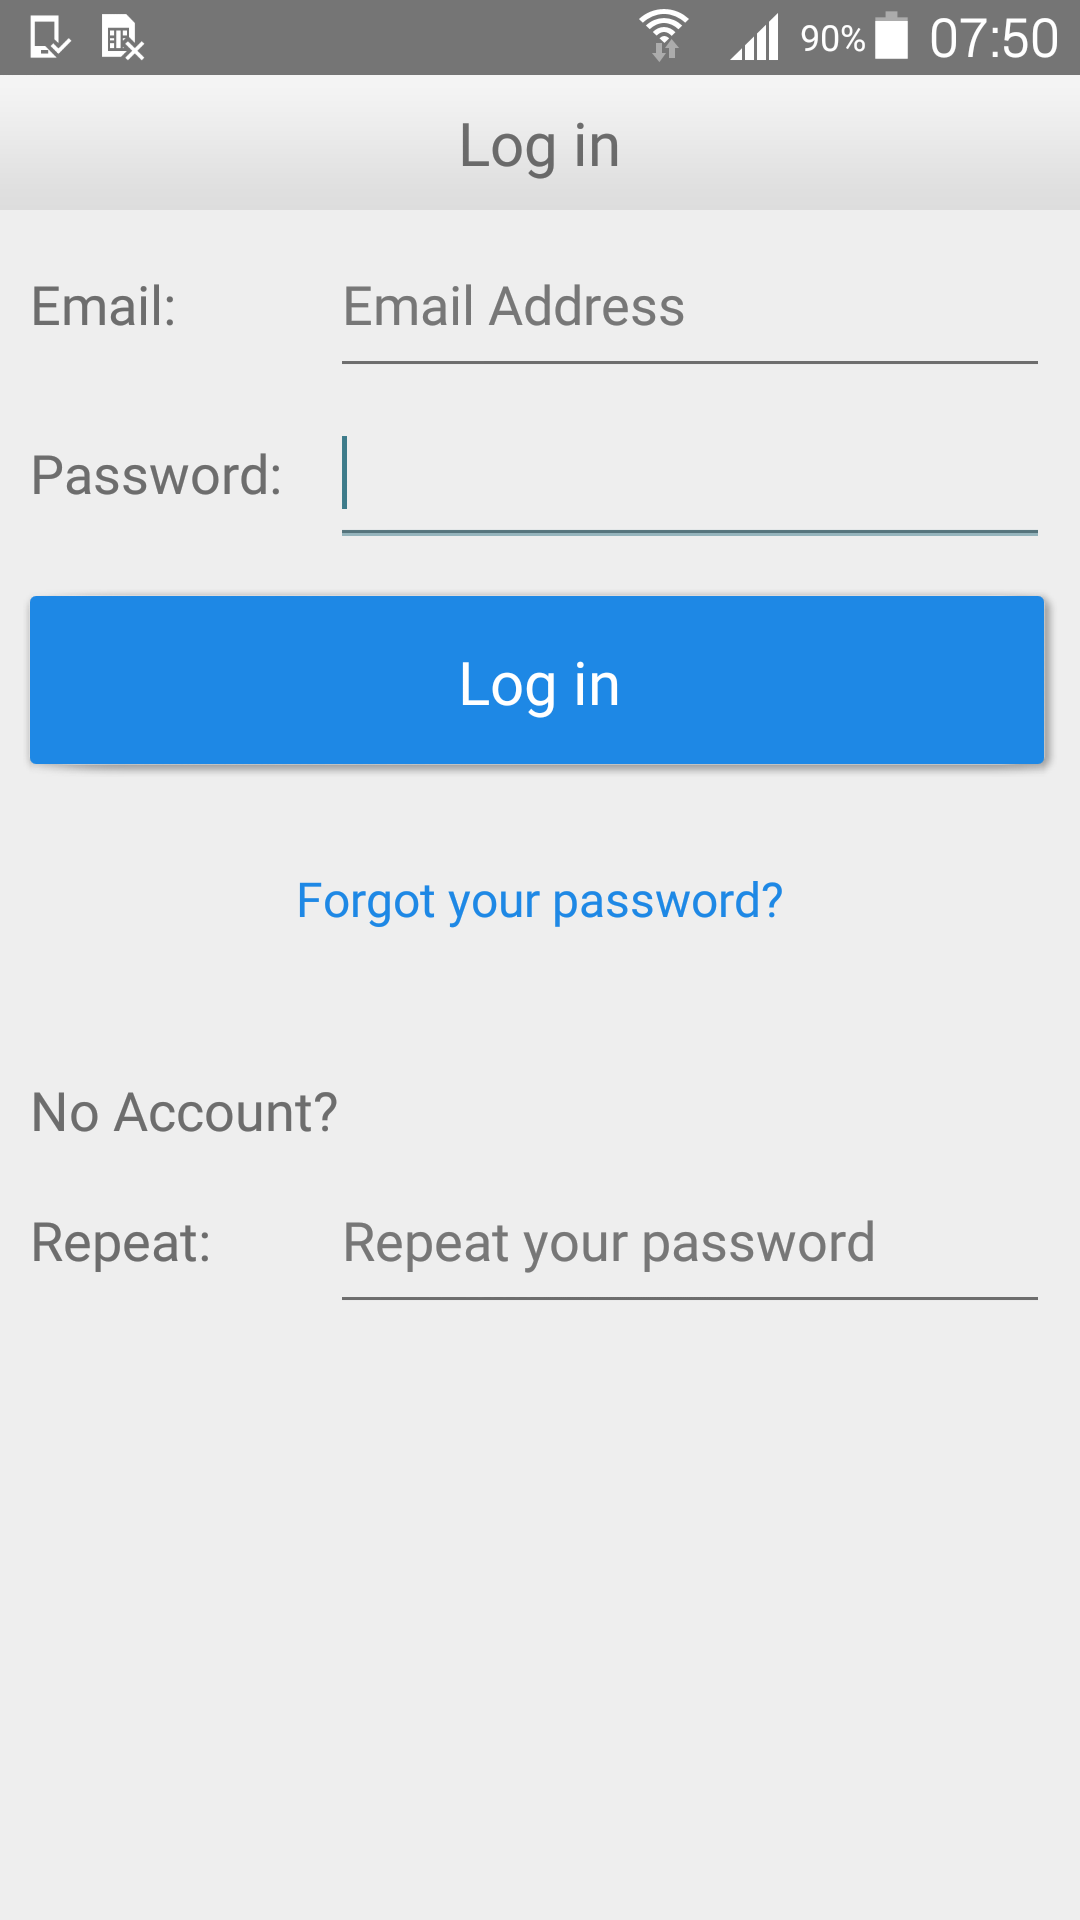 90% 07:50
Log in
Email: Email Address
Password:
Log in
Forgot your password?
No Account?
Repeat: Repeat your password